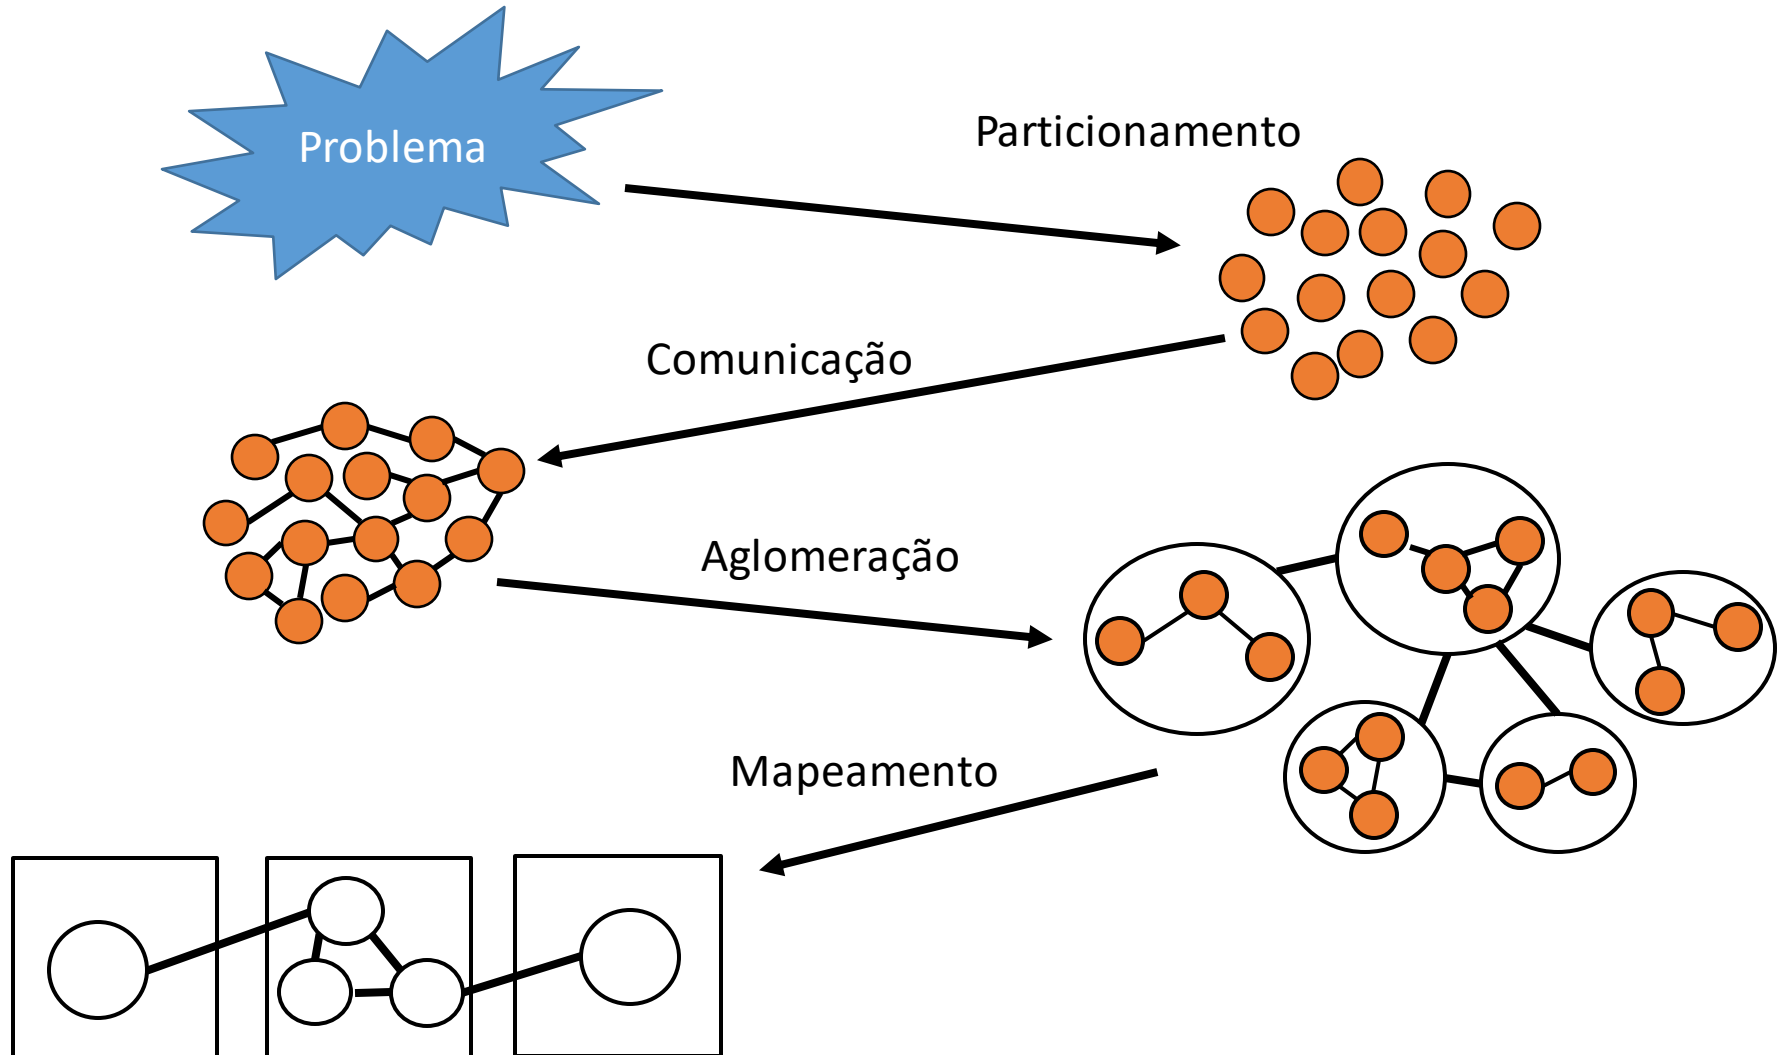 Problema
Particionamento
Comunicação
Aglomeração
Mapeamento